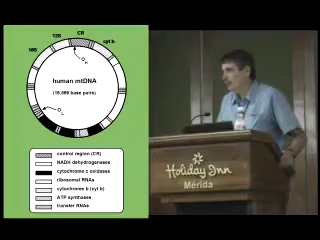 12S
CR
16S
cyt b
O H
human mtDNA
(16,569 base pairs)
O L
control region (CR)
NADH dehydrogenases
cytochrome c oxidases
ribosomal RNAs
cytochrome b (cyt b)
ATP synthase
transfer RNAs
Holiday Inn
Mérida